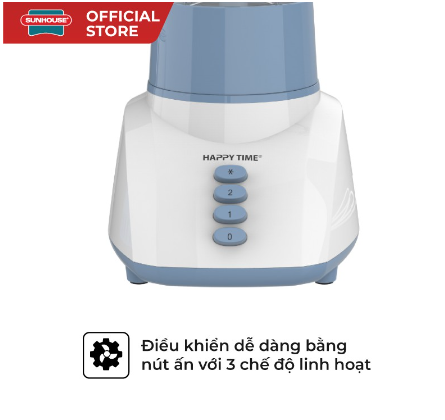 SUNHOUSE®
OFFICIAL
STORE
HAPPY TIME®
*
2
1
0
Điều khiển dễ dàng bằng
nút ấn với 3 chế độ linh hoạt